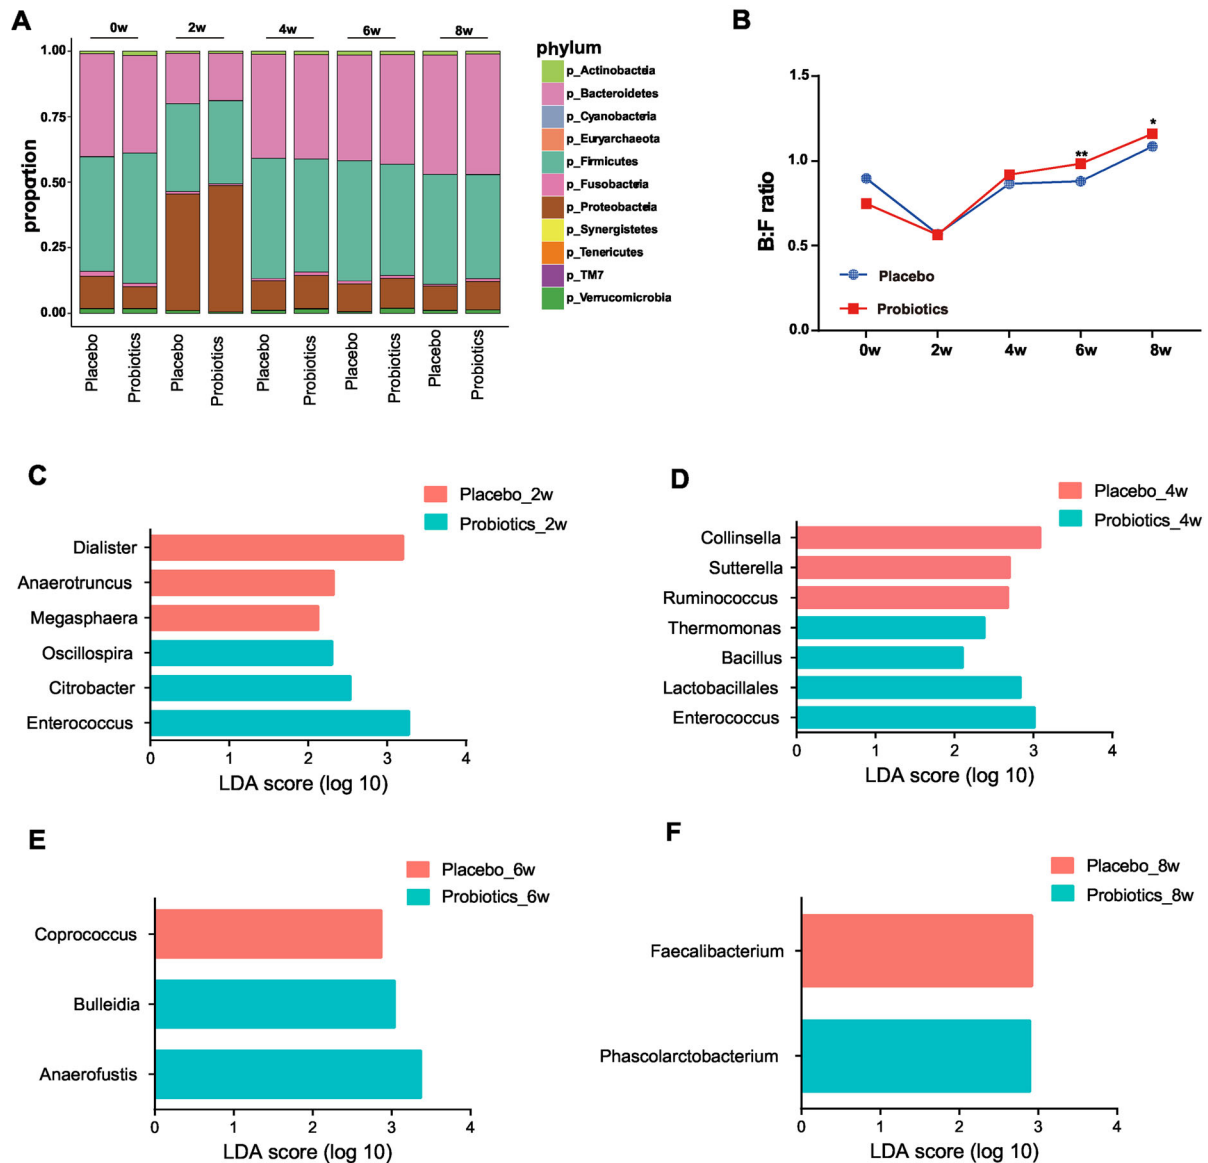 A
0w 2w 4w 6w 8w
1.00
0.75
0.50
0.25
0.00
propotion
Placebo
Probiotics
Placebo
Probiotics
Placebo
Probiotics
Placebo
Probiotics
Placebo
Probiotics
phylum
p_Actinobacteia
p_Bacteroidetes
p_Cyanobacteria
p_Euryarchaeota
p_Firmicutes
p_Fusobacteria
p_Proteobacteia
p_Synergistetes
p_Tenericutes
p_TM7
p_Verrucomicrobia
B
1.5
1.0
0.5
0.0
B:F ratio
**
*
Placebo
Probiotics
0w 2w 4w 6w 8w
C
Placebo_2w
Probiotics_2w
Dialister
Anaerotruncus
Megasphaera
Oscillospira
Citrobacter
Enterococcus
0 1 2 3 4
LDA score (log 10)
D
Placebo_4w
Probiotics_4w
Collinsella
Sutterella
Ruminococcus
Thermomonas
Bacillus
Lactobacillales
Enterococcus
0 1 2 3 4
LDA score (log 10)
E
Placebo_6w
Probiotics_6w
Coprococcus
Bulleidia
Anaerofustis
0 1 2 3 4
LDA score (log 10)
F
Placebo_8w
Probiotics_8w
Faecalibacterium
Phascolarctobacterium
0 1 2 3 4
LDA score (log 10)